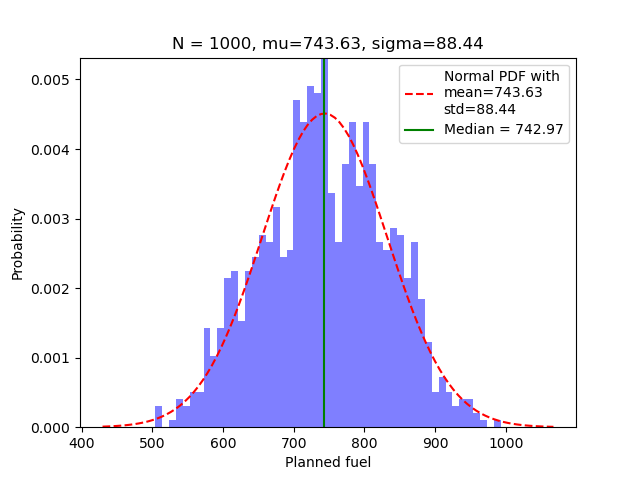 N = 1000, mu=743.63, sigma=88.44
Normal PDF with
mean=743.63
std=88.44
Median = 742.97
Probability
0.005
0.004
0.003
0.002
0.001
0.000
400 500 600 700 800 900 1000
Planned fuel